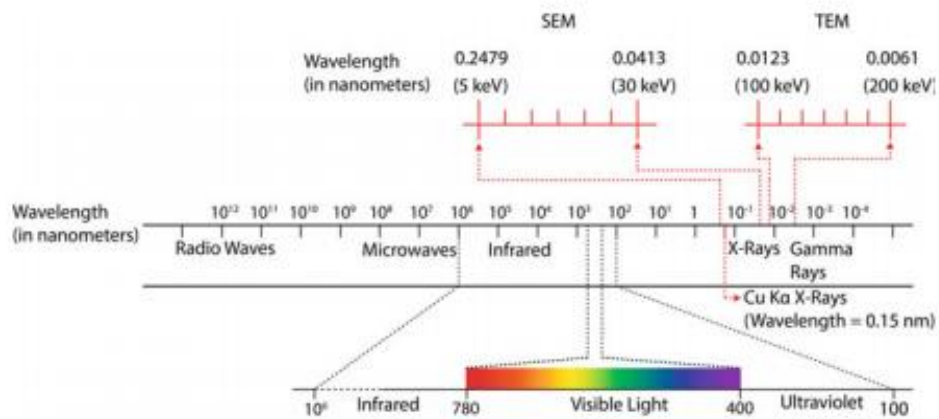 SEM TEM
Wavelength 0.2479 0.0413 0.0123 0.0061
(in nanometers) (5 keV) (30 keV) (100 keV) (200 keV)
Wavelength 10¹² 10¹¹ 10¹⁰ 10⁹ 10⁸ 10⁷ 10⁶ 10⁵ 10⁴ 10³ 10² 10¹ 1 10⁻¹ 10⁻² 10⁻³ 10⁻⁴
(in nanometers)
Radio Waves Microwaves Infrared X-Rays Gamma
Rays
Cu Kα X-Rays
(Wavelength = 0.15 nm)
10⁶ Infrared 780 Visible Light 400 Ultraviolet 100